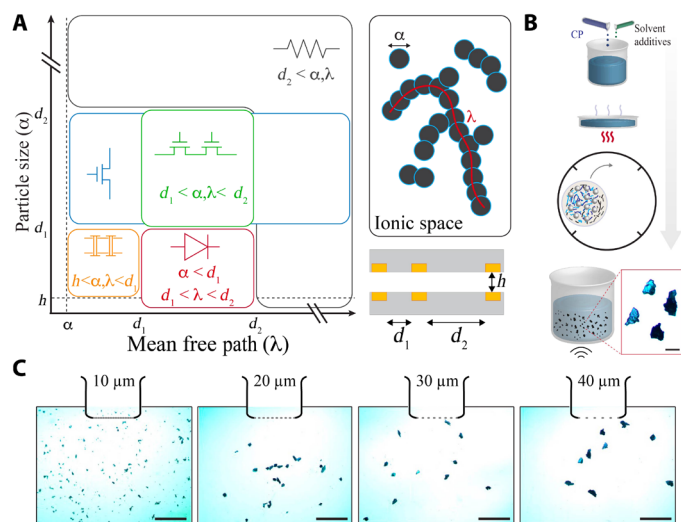 A
Particle size (α)
d₂
d₁
h
α
d₁
d₂
Mean free path (λ)
d₂ < α,λ
d₁ < α,λ< d₂
h<α,λ<d₁
α < d₁
d₁ < λ < d₂
α
λ
Ionic space
h
d₁
d₂
B
CP
Solvent
additives
C
10 µm
20 µm
30 µm
40 µm